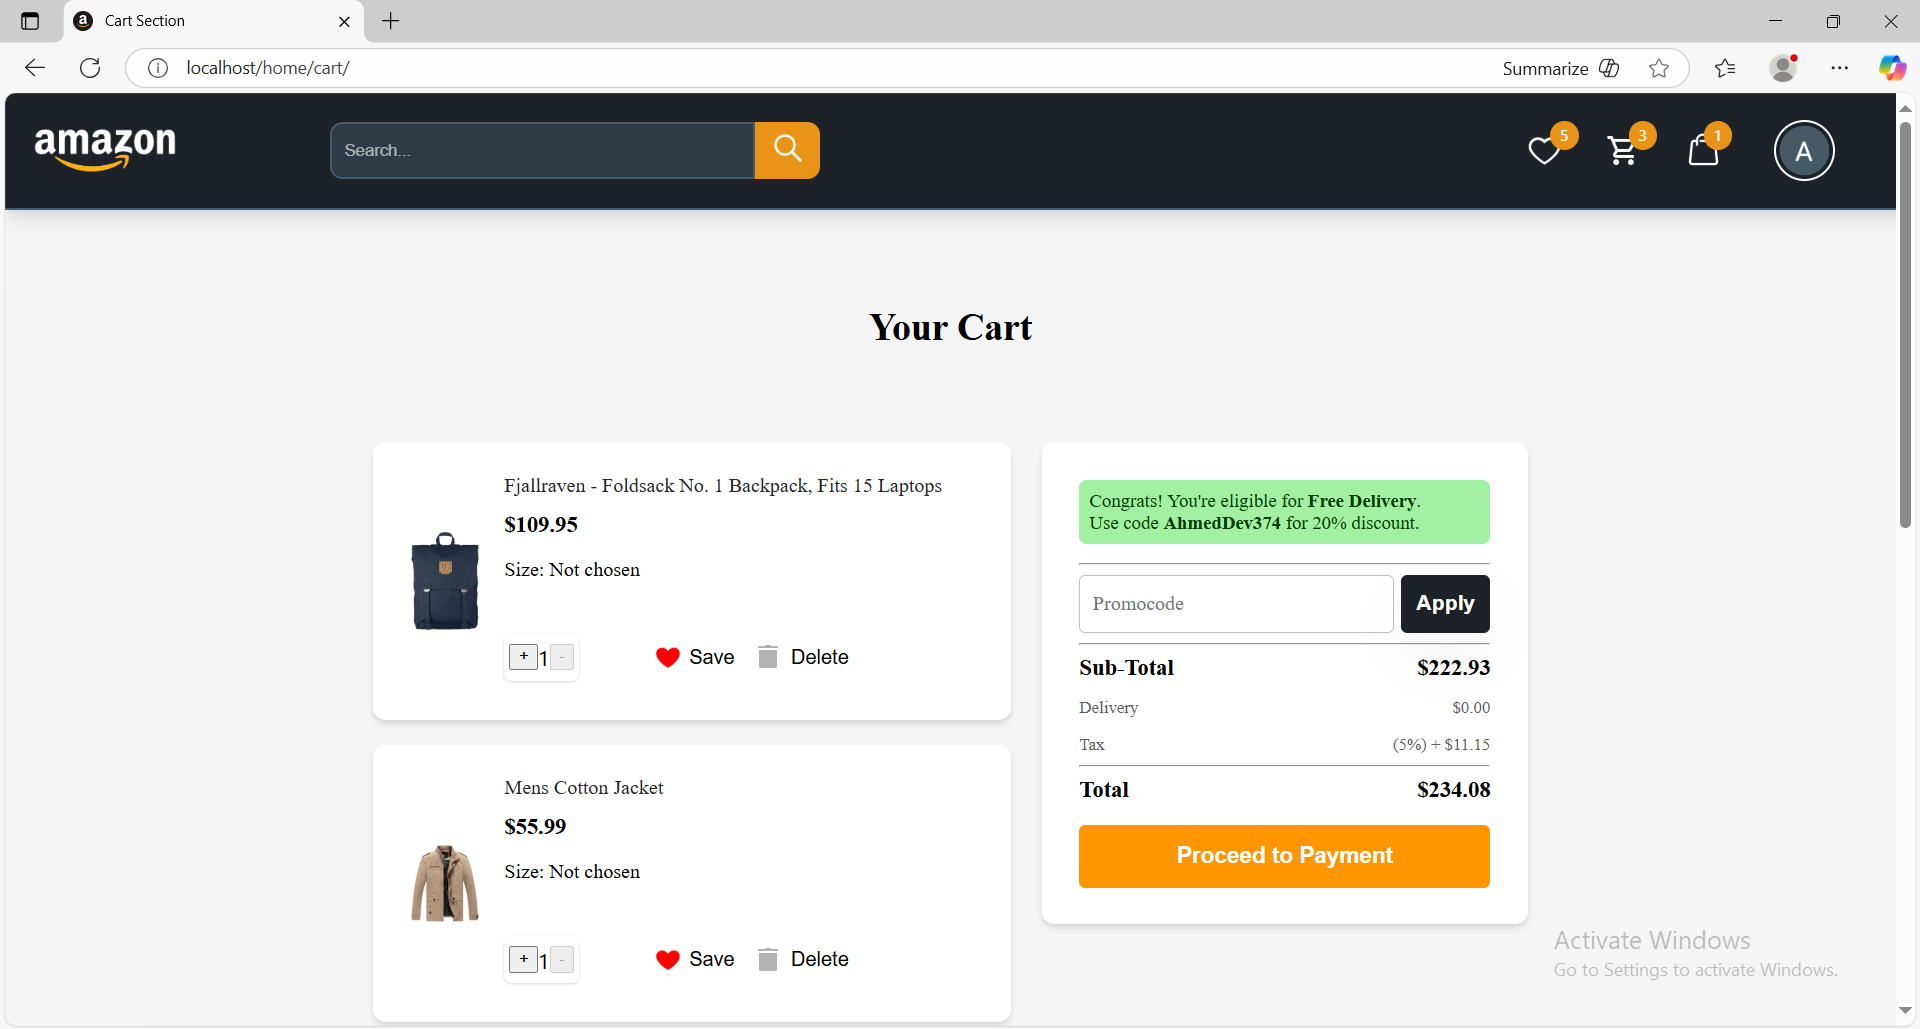 Cart Section
localhost/home/cart/
Summarize
amazon
Search...
5
3
1
A
Your Cart
Fjallraven - Foldsack No. 1 Backpack, Fits 15 Laptops
$109.95
Size: Not chosen
+ 1 -
Save
Delete
Mens Cotton Jacket
$55.99
Size: Not chosen
+ 1 -
Save
Delete
Congrats! You're eligible for Free Delivery.
Use code AhmedDev374 for 20% discount.
Promocode
Apply
Sub-Total $222.93
Delivery $0.00
Tax (5%) + $11.15
Total $234.08
Proceed to Payment
Activate Windows
Go to Settings to activate Windows.